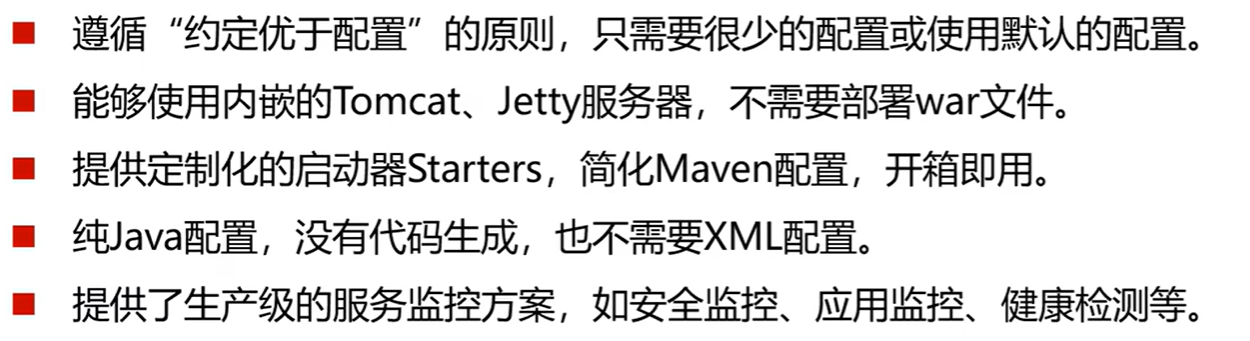 遵循“约定优于配置”的原则，只需要很少的配置或使用默认的配置。
能够使用内嵌的Tomcat、Jetty服务器，不需要部署war文件。
提供定制化的启动器Starters，简化Maven配置，开箱即用。
纯Java配置，没有代码生成，也不需要XML配置。
提供了生产级的服务监控方案，如安全监控、应用监控、健康检测等。